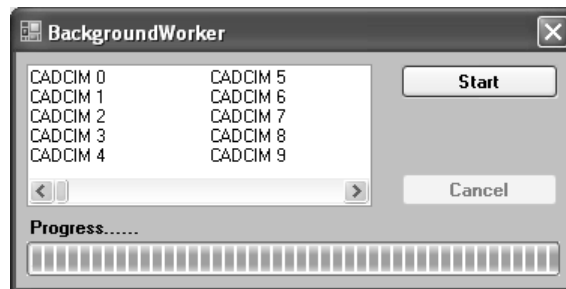 BackgroundWorker
CADCIM 0
CADCIM 1
CADCIM 2
CADCIM 3
CADCIM 4
CADCIM 5
CADCIM 6
CADCIM 7
CADCIM 8
CADCIM 9
Start
Cancel
Progress......